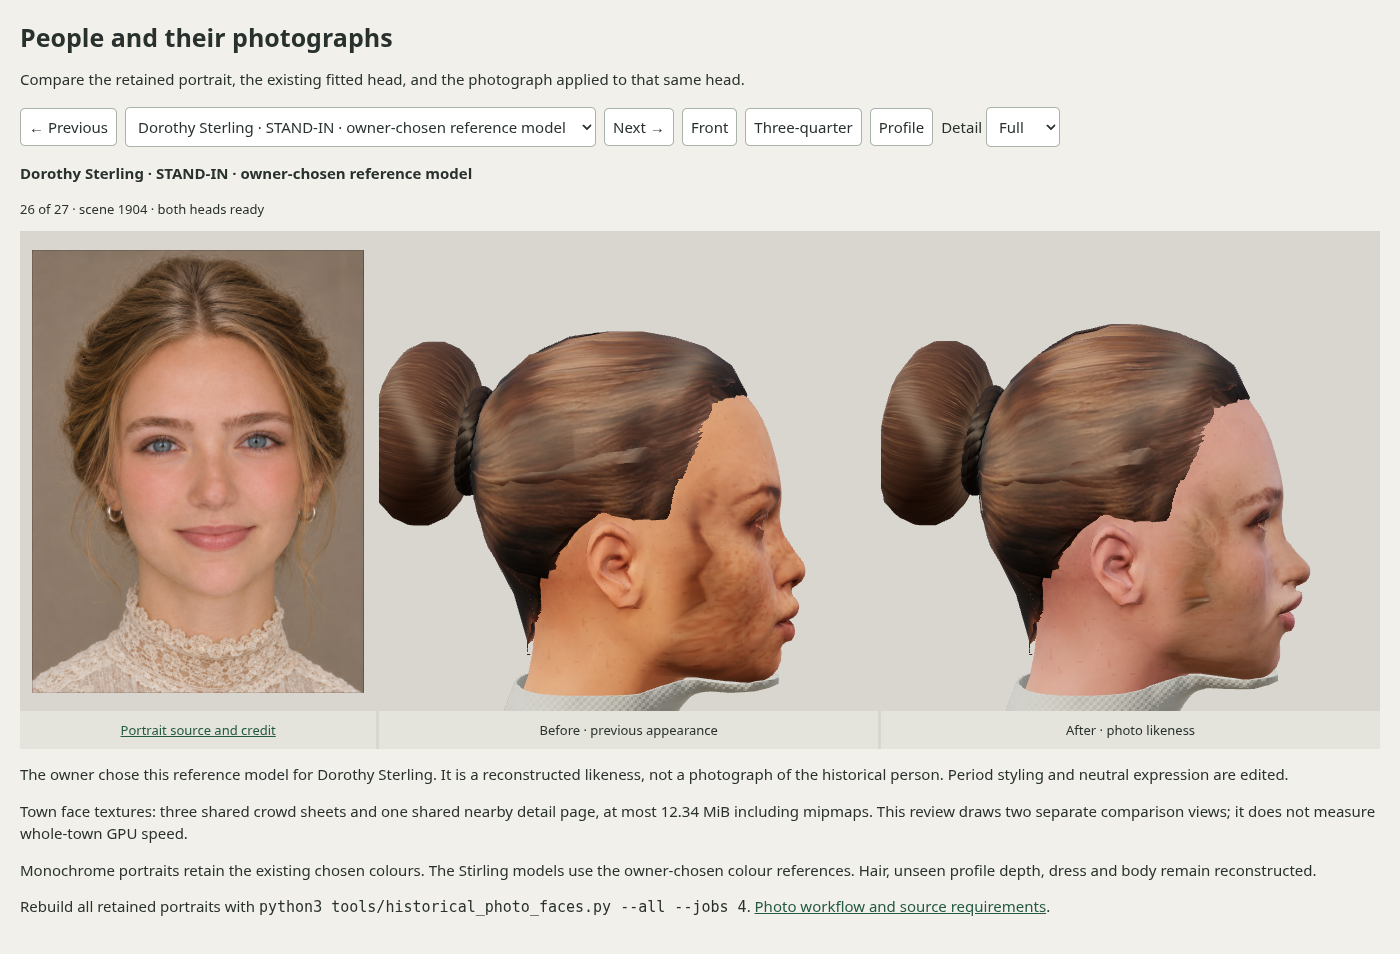 People and their photographs
Compare the retained portrait, the existing fitted head, and the photograph applied to that same head.
← Previous Dorothy Sterling · STAND-IN · owner-chosen reference model Next → Front Three-quarter Profile Detail Full
Dorothy Sterling · STAND-IN · owner-chosen reference model
26 of 27 · scene 1904 · both heads ready
Portrait source and credit Before · previous appearance After · photo likeness
The owner chose this reference model for Dorothy Sterling. It is a reconstructed likeness, not a photograph of the historical person. Period styling and neutral expression are edited.
Town face textures: three shared crowd sheets and one shared nearby detail page, at most 12.34 MiB including mipmaps. This review draws two separate comparison views; it does not measure
whole-town GPU speed.
Monochrome portraits retain the existing chosen colours. The Stirling models use the owner-chosen colour references. Hair, unseen profile depth, dress and body remain reconstructed.
Rebuild all retained portraits with python3 tools/historical_photo_faces.py --all --jobs 4. Photo workflow and source requirements.